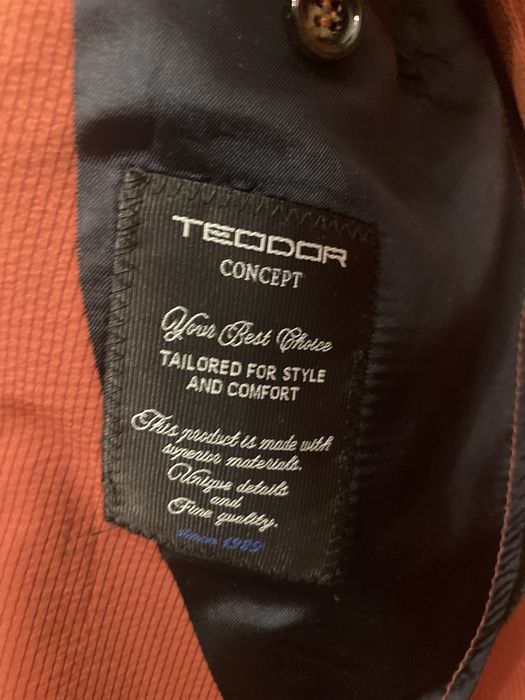 TEODOR
CONCEPT
Your Best Choice
TAILORED FOR STYLE
AND COMFORT
This product is made with
superior materials.
Unique details
and
Fine quality.
since 1989